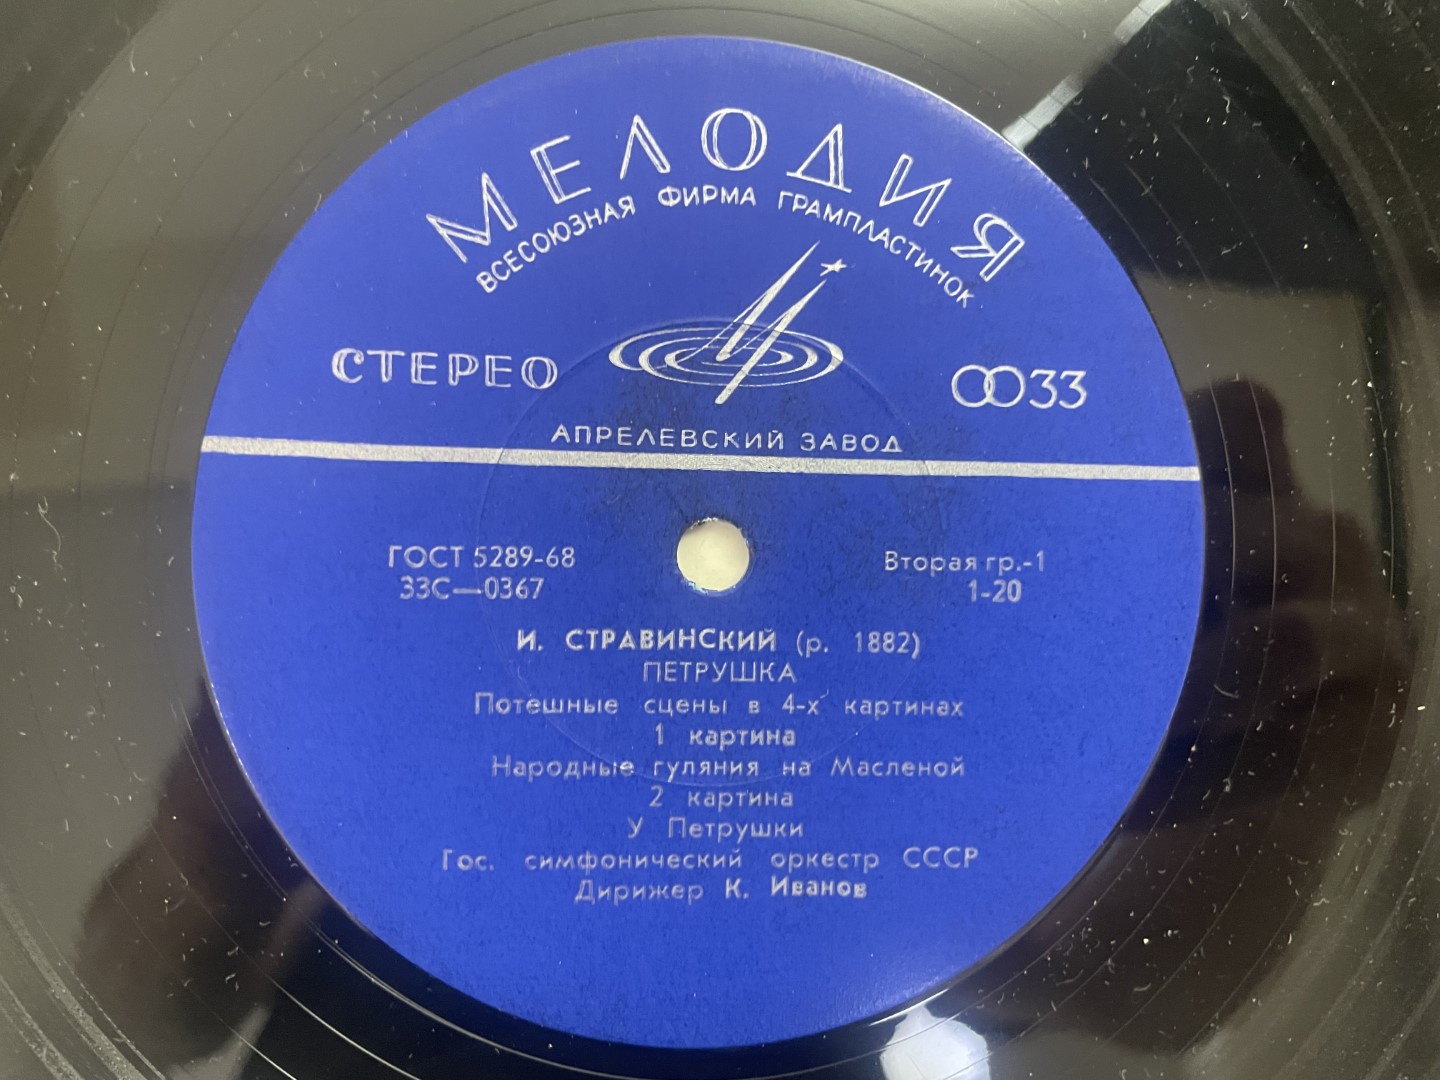 МЕЛОДИЯ
ВСЕСОЮЗНАЯ ФИРМА ГРАМПЛАСТИНОК
СТЕРЕО
33
АПРЕЛЕВСКИЙ ЗАВОД
ГОСТ 5289-68
Вторая гр.-1
33С—0367
1-20
И. СТРАВИНСКИЙ (р. 1882)
ПЕТРУШКА
Потешные сцены в 4-х картинах
1 картина
Народные гуляния на Масленой
2 картина
У Петрушки
Гос. симфонический оркестр СССР
Дирижер К. Иванов